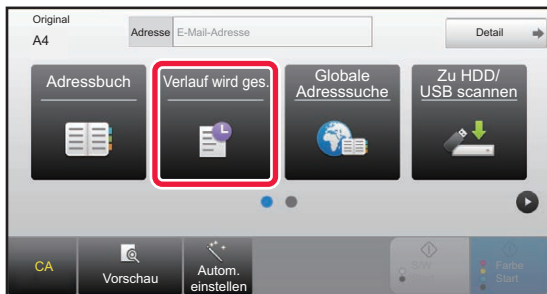 Original
A4
Adresse
E-Mail-Adresse
Detail
Adressbuch
Verlauf wird ges.
Globale
Adresssuche
Zu HDD/
USB scannen
CA
Vorschau
Autom.
einstellen
B/W
Start
Farbe
Start